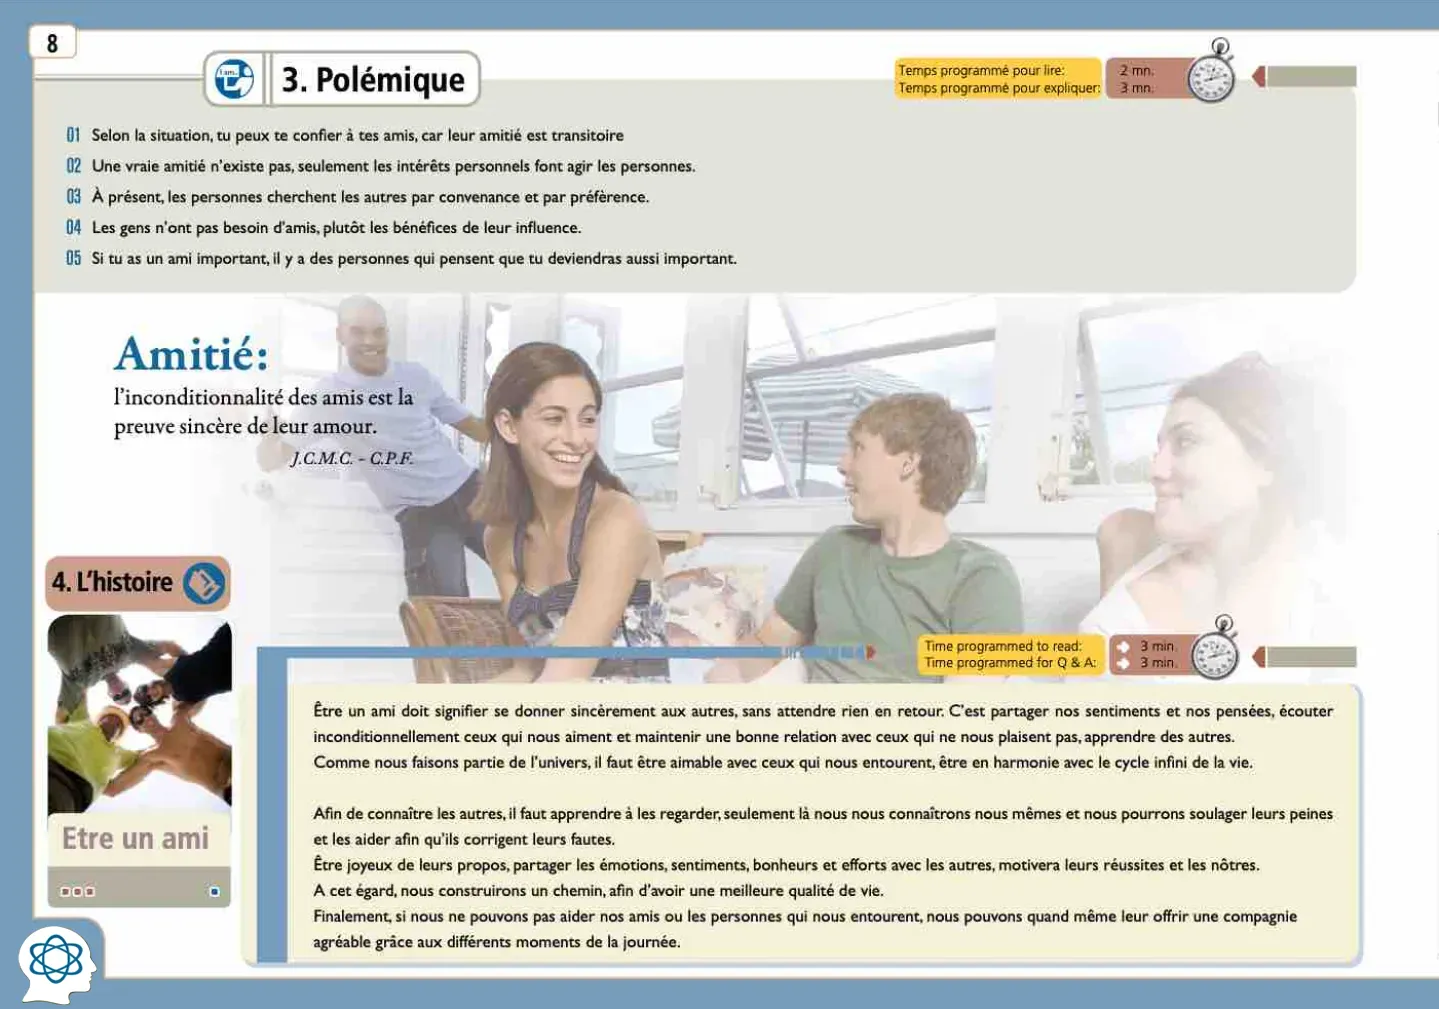 8
I am...
3. Polémique
Temps programmé pour lire: 2 mn.
Temps programmé pour expliquer: 3 mn.
01 Selon la situation, tu peux te confier à tes amis, car leur amitié est transitoire
02 Une vraie amitié n'existe pas, seulement les intérêts personnels font agir les personnes.
03 À présent, les personnes cherchent les autres par convenance et par préfèrence.
04 Les gens n'ont pas besoin d'amis, plutôt les bénéfices de leur influence.
05 Si tu as un ami important, il y a des personnes qui pensent que tu deviendras aussi important.
Amitié:
l'inconditionnalité des amis est la
preuve sincère de leur amour.
J.C.M.C. - C.P.F.
4. L'histoire
Etre un ami
Time programmed to read: 3 min.
Time programmed for Q & A: 3 min.
Être un ami doit signifier se donner sincèrement aux autres, sans attendre rien en retour. C'est partager nos sentiments et nos pensées, écouter
inconditionnellement ceux qui nous aiment et maintenir une bonne relation avec ceux qui ne nous plaisent pas, apprendre des autres.
Comme nous faisons partie de l'univers, il faut être aimable avec ceux qui nous entourent, être en harmonie avec le cycle infini de la vie.
Afin de connaître les autres, il faut apprendre à les regarder, seulement là nous nous connaîtrons nous mêmes et nous pourrons soulager leurs peines
et les aider afin qu'ils corrigent leurs fautes.
Être joyeux de leurs propos, partager les émotions, sentiments, bonheurs et efforts avec les autres, motivera leurs réussites et les nôtres.
A cet égard, nous construirons un chemin, afin d'avoir une meilleure qualité de vie.
Finalement, si nous ne pouvons pas aider nos amis ou les personnes qui nous entourent, nous pouvons quand même leur offrir une compagnie
agréable grâce aux différents moments de la journée.